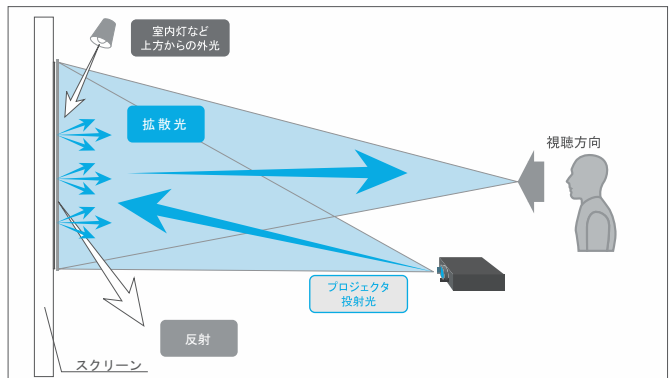 室内灯など
上方からの外光
拡散光
視聴方向
プロジェクタ
投射光
反射
スクリーン